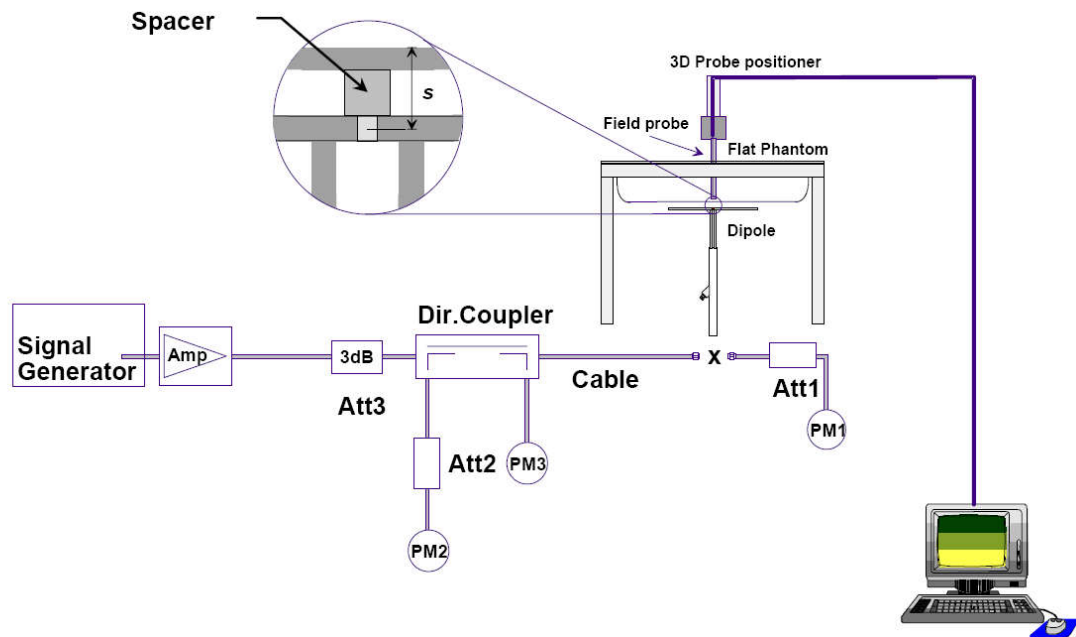 Spacer
s
3D Probe positioner
Field probe
Flat Phantom
Dipole
Dir.Coupler
Signal
Generator
Amp
3dB
Att3
Cable
X
Att1
PM1
Att2
PM3
PM2